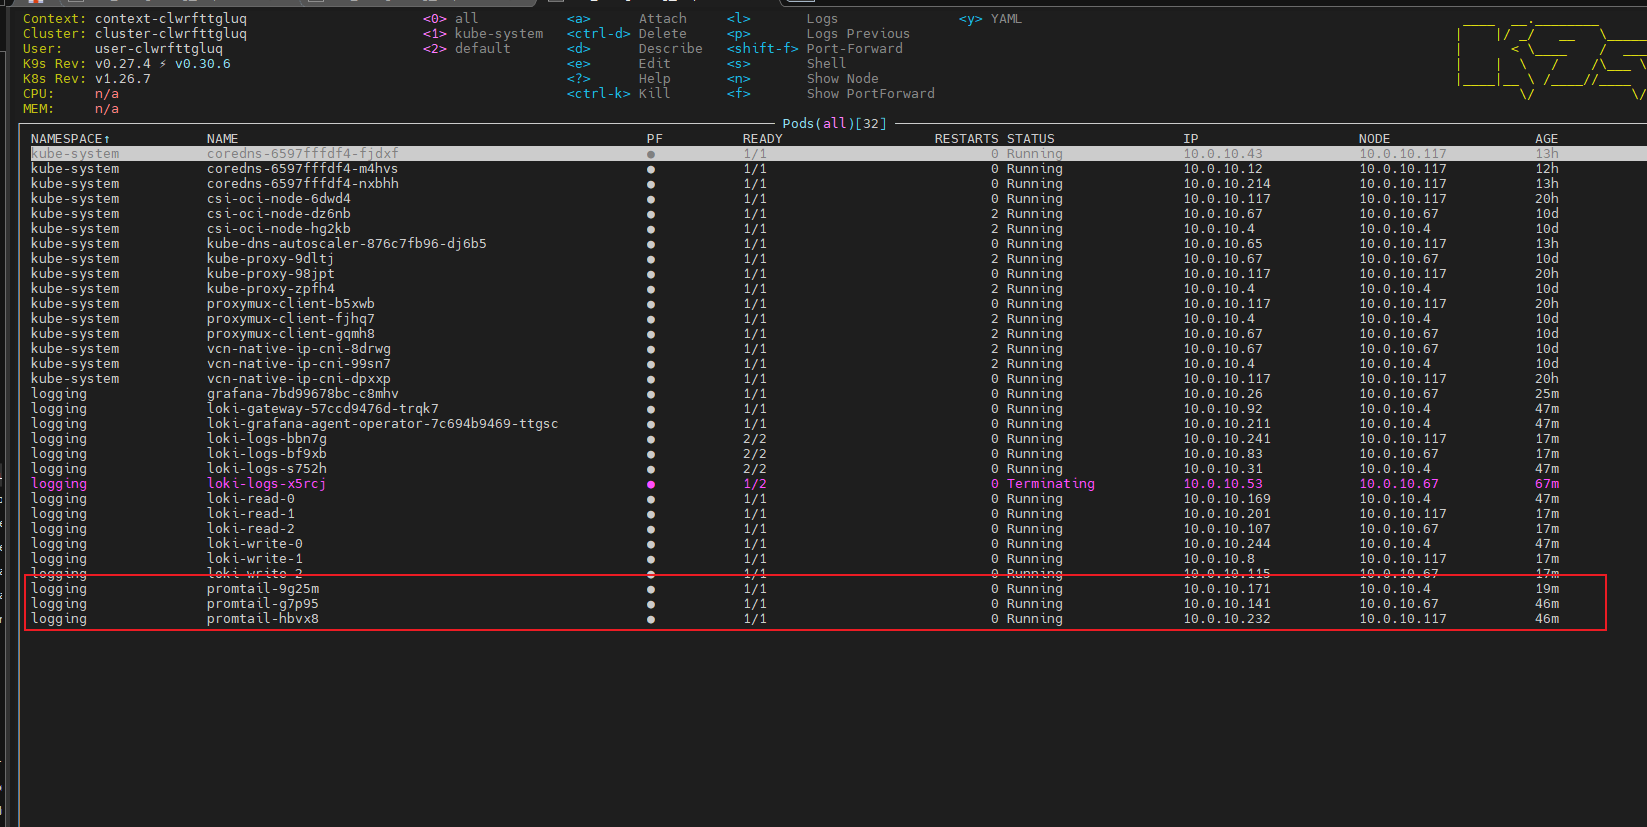 Context: context-clwrfttgluq <0> all <a> Attach <l> Logs <y> YAML
Cluster: cluster-clwrfttgluq <1> kube-system <ctrl-d> Delete <p> Logs Previous
User: user-clwrfttgluq <2> default <d> Describe <shift-f> Port-Forward
K9s Rev: v0.27.4 ⚡ v0.30.6 <e> Edit <s> Shell
K8s Rev: v1.26.7 <?> Help <n> Show Node
CPU: n/a <ctrl-k> Kill <f> Show PortForward
MEM: n/a
Pods(all)[32]
NAMESPACE↑ NAME PF READY RESTARTS STATUS IP NODE AGE
kube-system coredns-6597fffdf4-fjdxf ● 1/1 0 Running 10.0.10.43 10.0.10.117 13h
kube-system coredns-6597fffdf4-m4hvs ● 1/1 0 Running 10.0.10.12 10.0.10.117 12h
kube-system coredns-6597fffdf4-nxbhh ● 1/1 0 Running 10.0.10.214 10.0.10.117 13h
kube-system csi-oci-node-6dwd4 ● 1/1 0 Running 10.0.10.117 10.0.10.117 20h
kube-system csi-oci-node-dz6nb ● 1/1 2 Running 10.0.10.67 10.0.10.67 10d
kube-system csi-oci-node-hg2kb ● 1/1 2 Running 10.0.10.4 10.0.10.4 10d
kube-system kube-dns-autoscaler-876c7fb96-dj6b5 ● 1/1 0 Running 10.0.10.65 10.0.10.117 13h
kube-system kube-proxy-9dltj ● 1/1 2 Running 10.0.10.67 10.0.10.67 10d
kube-system kube-proxy-98jpt ● 1/1 0 Running 10.0.10.117 10.0.10.117 20h
kube-system kube-proxy-zpfh4 ● 1/1 2 Running 10.0.10.4 10.0.10.4 10d
kube-system proxymux-client-b5xwb ● 1/1 0 Running 10.0.10.117 10.0.10.117 20h
kube-system proxymux-client-fjhq7 ● 1/1 2 Running 10.0.10.4 10.0.10.4 10d
kube-system proxymux-client-gqmh8 ● 1/1 2 Running 10.0.10.67 10.0.10.67 10d
kube-system vcn-native-ip-cni-8drwg ● 1/1 2 Running 10.0.10.67 10.0.10.67 10d
kube-system vcn-native-ip-cni-99sn7 ● 1/1 2 Running 10.0.10.4 10.0.10.4 10d
kube-system vcn-native-ip-cni-dpxxp ● 1/1 0 Running 10.0.10.117 10.0.10.117 20h
logging grafana-7bd99678bc-c8mhv ● 1/1 0 Running 10.0.10.26 10.0.10.67 25m
logging loki-gateway-57ccd9476d-trqk7 ● 1/1 0 Running 10.0.10.92 10.0.10.4 47m
logging loki-grafana-agent-operator-7c694b9469-ttgsc ● 1/1 0 Running 10.0.10.211 10.0.10.4 47m
logging loki-logs-bbn7g ● 2/2 0 Running 10.0.10.241 10.0.10.117 17m
logging loki-logs-bf9xb ● 2/2 0 Running 10.0.10.83 10.0.10.67 17m
logging loki-logs-s752h ● 2/2 0 Running 10.0.10.31 10.0.10.4 47m
logging loki-logs-x5rcj ● 1/2 0 Terminating 10.0.10.53 10.0.10.67 67m
logging loki-read-0 ● 1/1 0 Running 10.0.10.169 10.0.10.4 47m
logging loki-read-1 ● 1/1 0 Running 10.0.10.201 10.0.10.117 17m
logging loki-read-2 ● 1/1 0 Running 10.0.10.107 10.0.10.67 17m
logging loki-write-0 ● 1/1 0 Running 10.0.10.244 10.0.10.4 47m
logging loki-write-1 ● 1/1 0 Running 10.0.10.8 10.0.10.117 17m
logging loki-write-2 ● 1/1 0 Running 10.0.10.115 10.0.10.67 17m
logging promtail-9g25m ● 1/1 0 Running 10.0.10.171 10.0.10.4 19m
logging promtail-g7p95 ● 1/1 0 Running 10.0.10.141 10.0.10.67 46m
logging promtail-hbvx8 ● 1/1 0 Running 10.0.10.232 10.0.10.117 46m